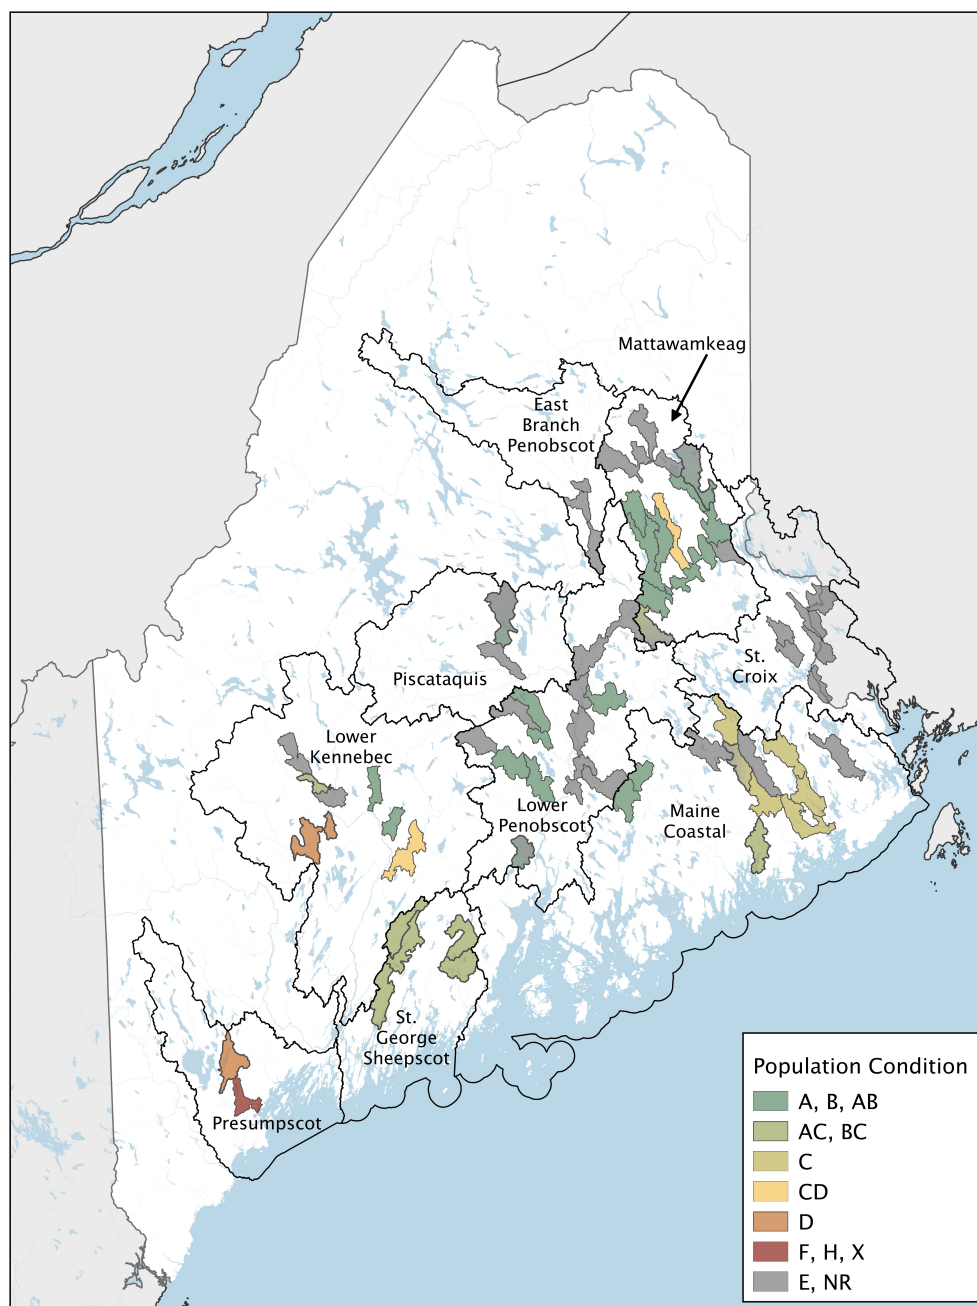 Mattawamkeag
East
Branch
Penobscot
Piscataquis
St.
Croix
Lower
Kennebec
Lower
Penobscot
Maine
Coastal
St.
George
Sheepscot
Presumpscot
Population Condition
A, B, AB
AC, BC
C
CD
D
F, H, X
E, NR